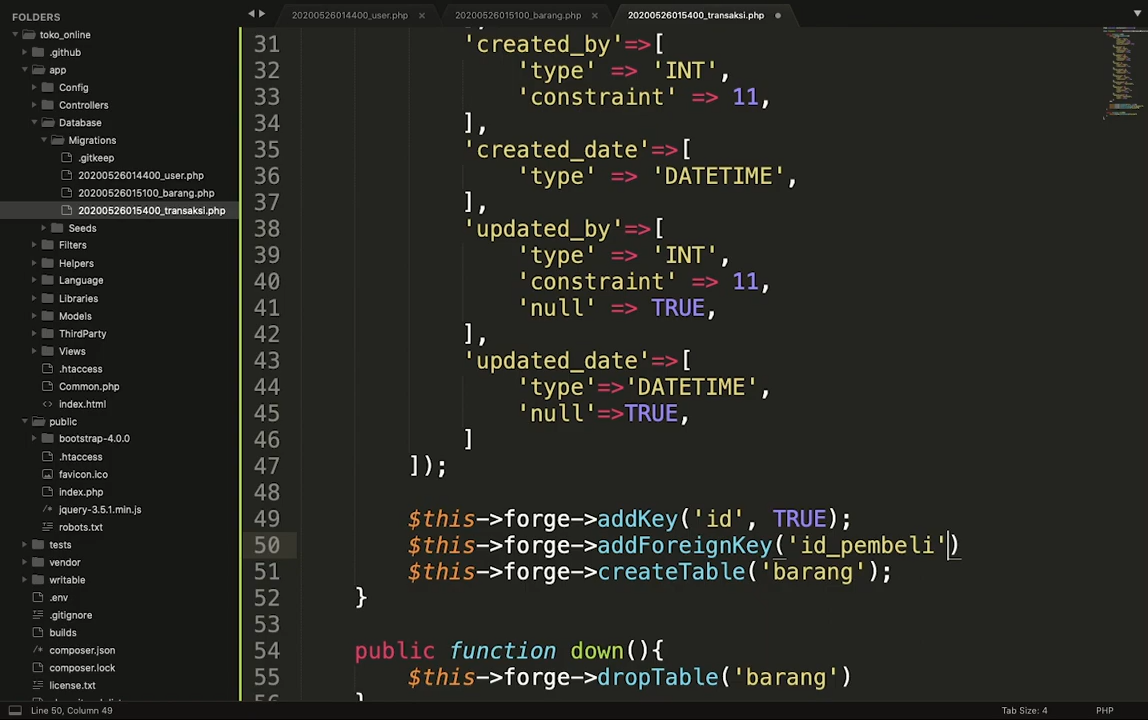 FOLDERS
toko_online
.github
app
Config
Controllers
Database
Migrations
.gitkeep
20200526014400_user.php
20200526015100_barang.php
20200526015400_transaksi.php
Seeds
Filters
Helpers
Language
Libraries
Models
ThirdParty
Views
.htaccess
Common.php
index.html
public
bootstrap-4.0.0
.htaccess
favicon.ico
index.php
jquery-3.5.1.min.js
robots.txt
tests
vendor
writable
.env
.gitignore
builds
composer.json
composer.lock
license.txt
20200526014400_user.php
20200526015100_barang.php
20200526015400_transaksi.php
31 'created_by'=>[
32 'type' => 'INT',
33 'constraint' => 11,
34 ],
35 'created_date'=>[
36 'type' => 'DATETIME',
37 ],
38 'updated_by'=>[
39 'type' => 'INT',
40 'constraint' => 11,
41 'null' => TRUE,
42 ],
43 'updated_date'=>[
44 'type'=>'DATETIME',
45 'null'=>TRUE,
46 ]
47 ]);
48
49 $this->forge->addKey('id', TRUE);
50 $this->forge->addForeignKey('id_pembeli')
51 $this->forge->createTable('barang');
52 }
53
54 public function down(){
55 $this->forge->dropTable('barang')
56 }
Line 50, Column 49
Tab Size: 4
PHP